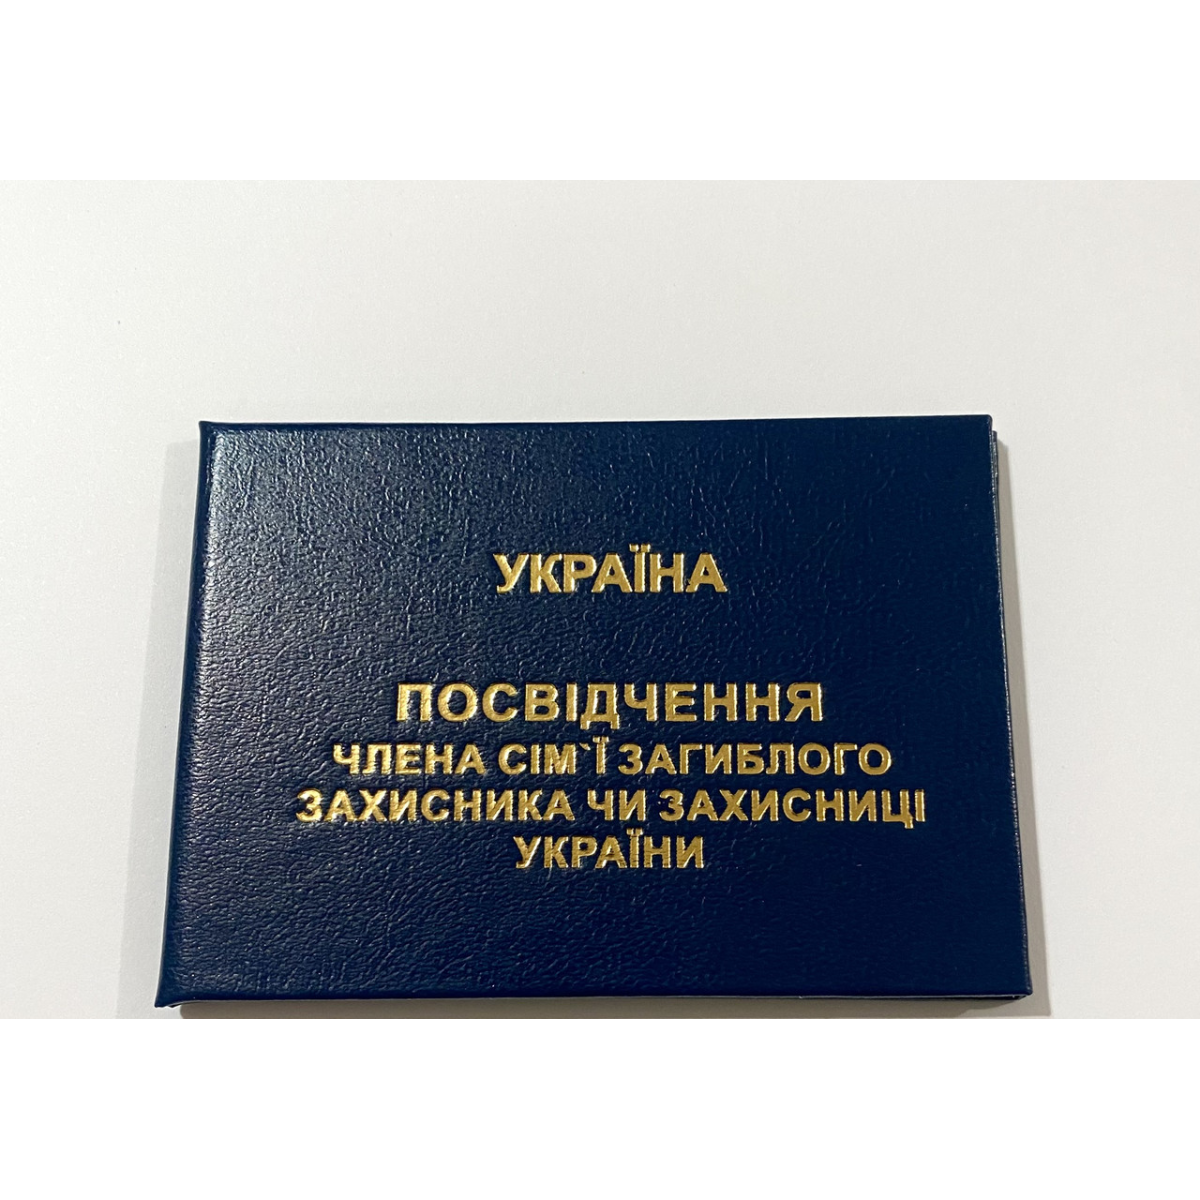 УКРАЇНА
ПОСВІДЧЕННЯ
ЧЛЕНА СІМ`Ї ЗАГИБЛОГО
ЗАХИСНИКА ЧИ ЗАХИСНИЦІ
УКРАЇНИ